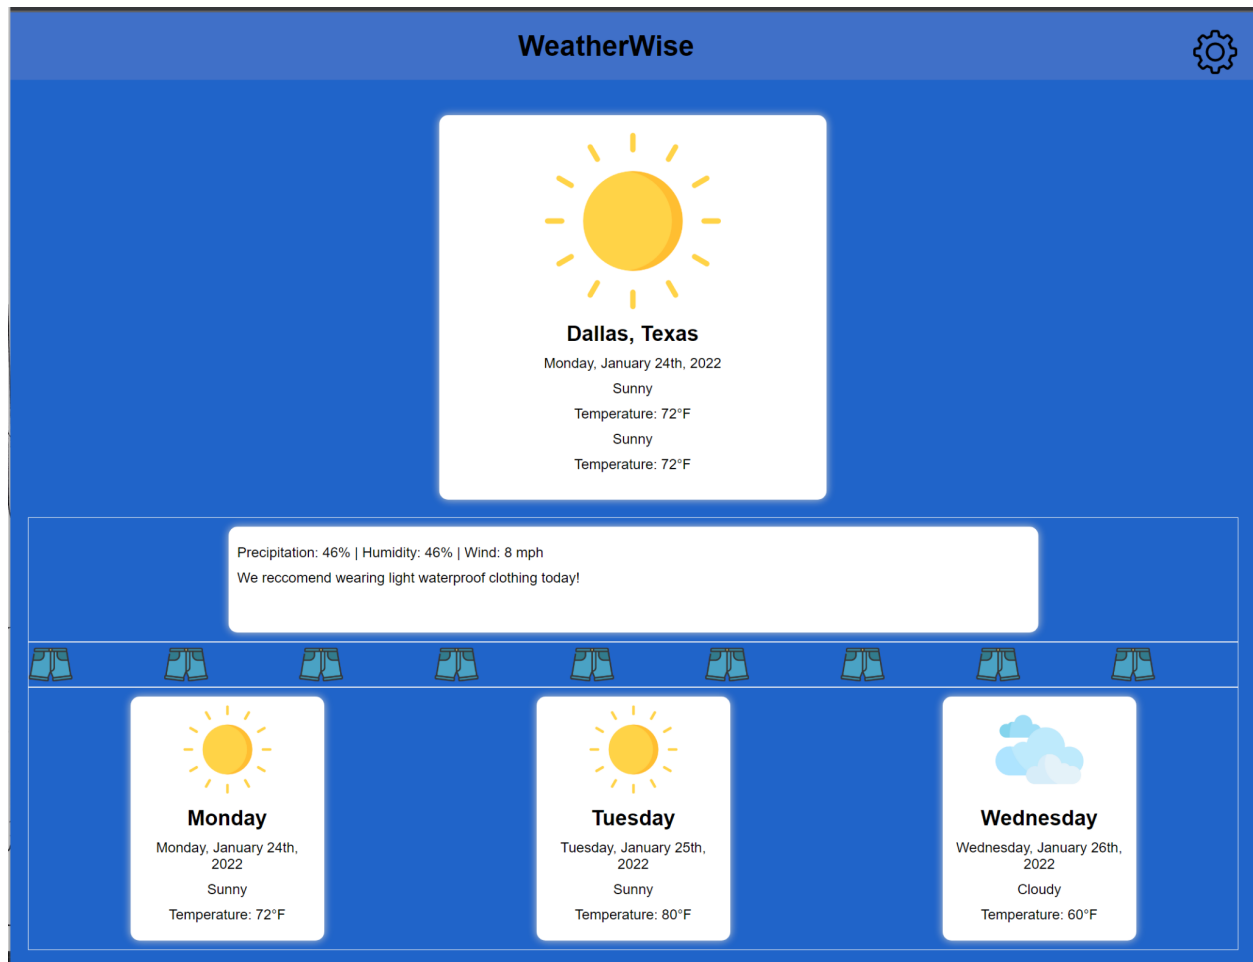 WeatherWise
Dallas, Texas
Monday, January 24th, 2022
Sunny
Temperature: 72°F
Sunny
Temperature: 72°F
Precipitation: 46% | Humidity: 46% | Wind: 8 mph
We reccomend wearing light waterproof clothing today!
Monday
Monday, January 24th,
2022
Sunny
Temperature: 72°F
Tuesday
Tuesday, January 25th,
2022
Sunny
Temperature: 80°F
Wednesday
Wednesday, January 26th,
2022
Cloudy
Temperature: 60°F